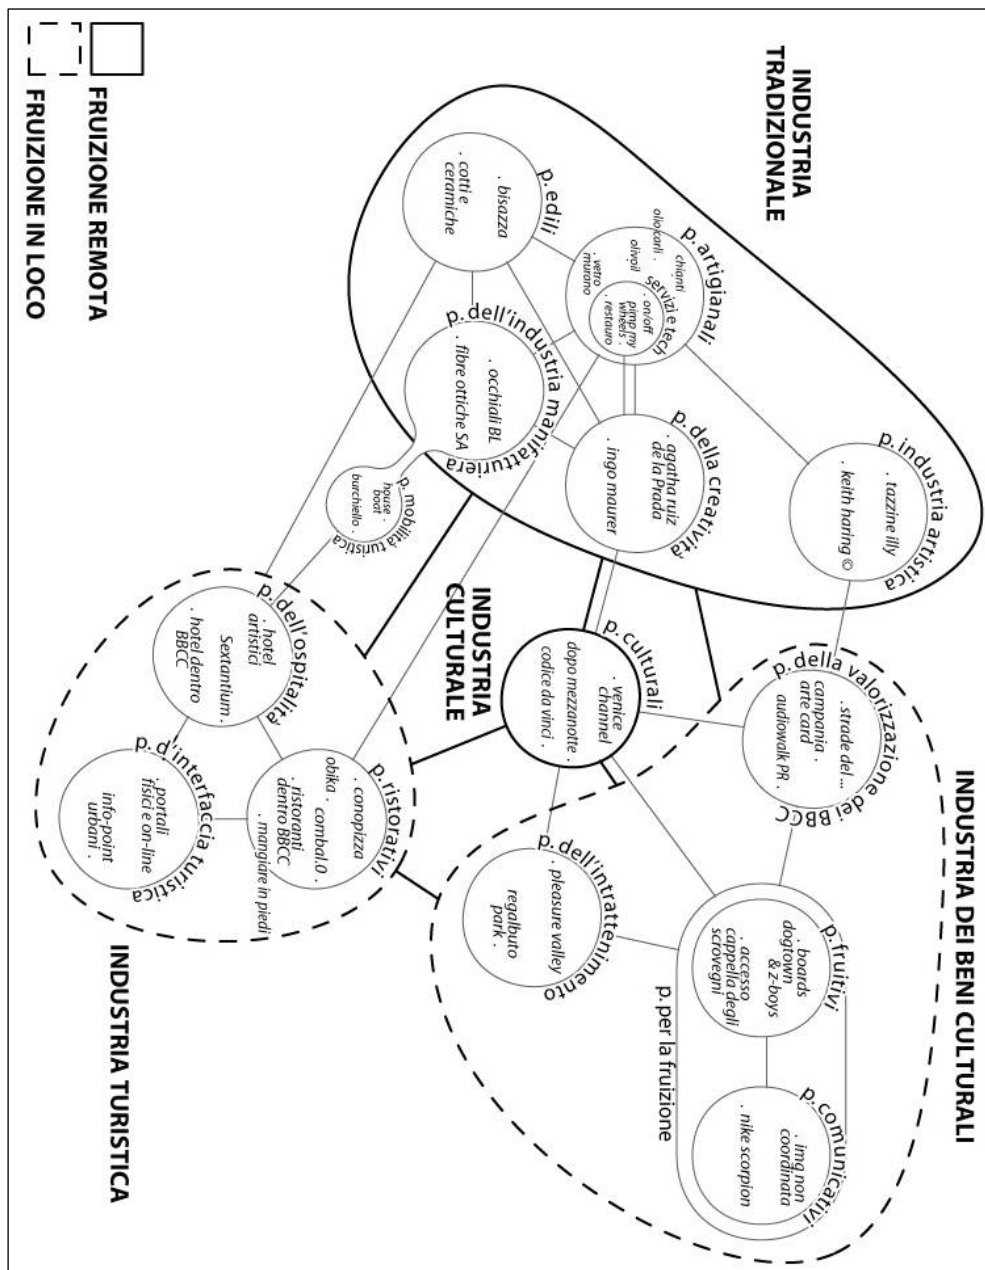 FRUIZIONE REMOTA
FRUIZIONE IN LOCO
INDUSTRIA
TRADIZIONALE
p. industria artistica
. tazzine illy
. keith haring ©
p. artigianali
chianti .
olio carli .
olivoil
. vetro
murano
servizi e tech
. on/off
pimp my
wheels .
. restauro
p. edili
. bisazza
. cotti e
ceramiche
p. della creatività
. agatha ruiz
de la Prada
. ingo maurer
p. dell'industria manifatturiera
. occhiali BL
. fibre ottiche SA
p. mobilità turistica
house
boat .
burchiello .
INDUSTRIA
CULTURALE
p. culturali
. venice
channel
dopo mezzanotte .
codice da vinci .
INDUSTRIA DEI BENI CULTURALI
p. della valorizzazione dei BBCC
.strade del ...
campania .
arte card
audiowalk PR .
p. fruitivi
. boards
dogtown
& z-boys
. accesso
cappella degli
scrovegni
p. comunicativi
. img non
coordinata
. nike scorpion
p. per la fruizione
p. dell'intrattenimento
. pleasure valley
regalbuto
park .
p. dell'ospitalità
. hotel
artistici
Sextantium .
. hotel dentro
BBCC
p. ristorativi
. conopizza
obika . combal.0 .
. ristoranti
dentro BBCC
. mangiare in piedi
p. d'interfaccia turistica
. portali
fisici e on-line
info-point
urbani .
INDUSTRIA TURISTICA